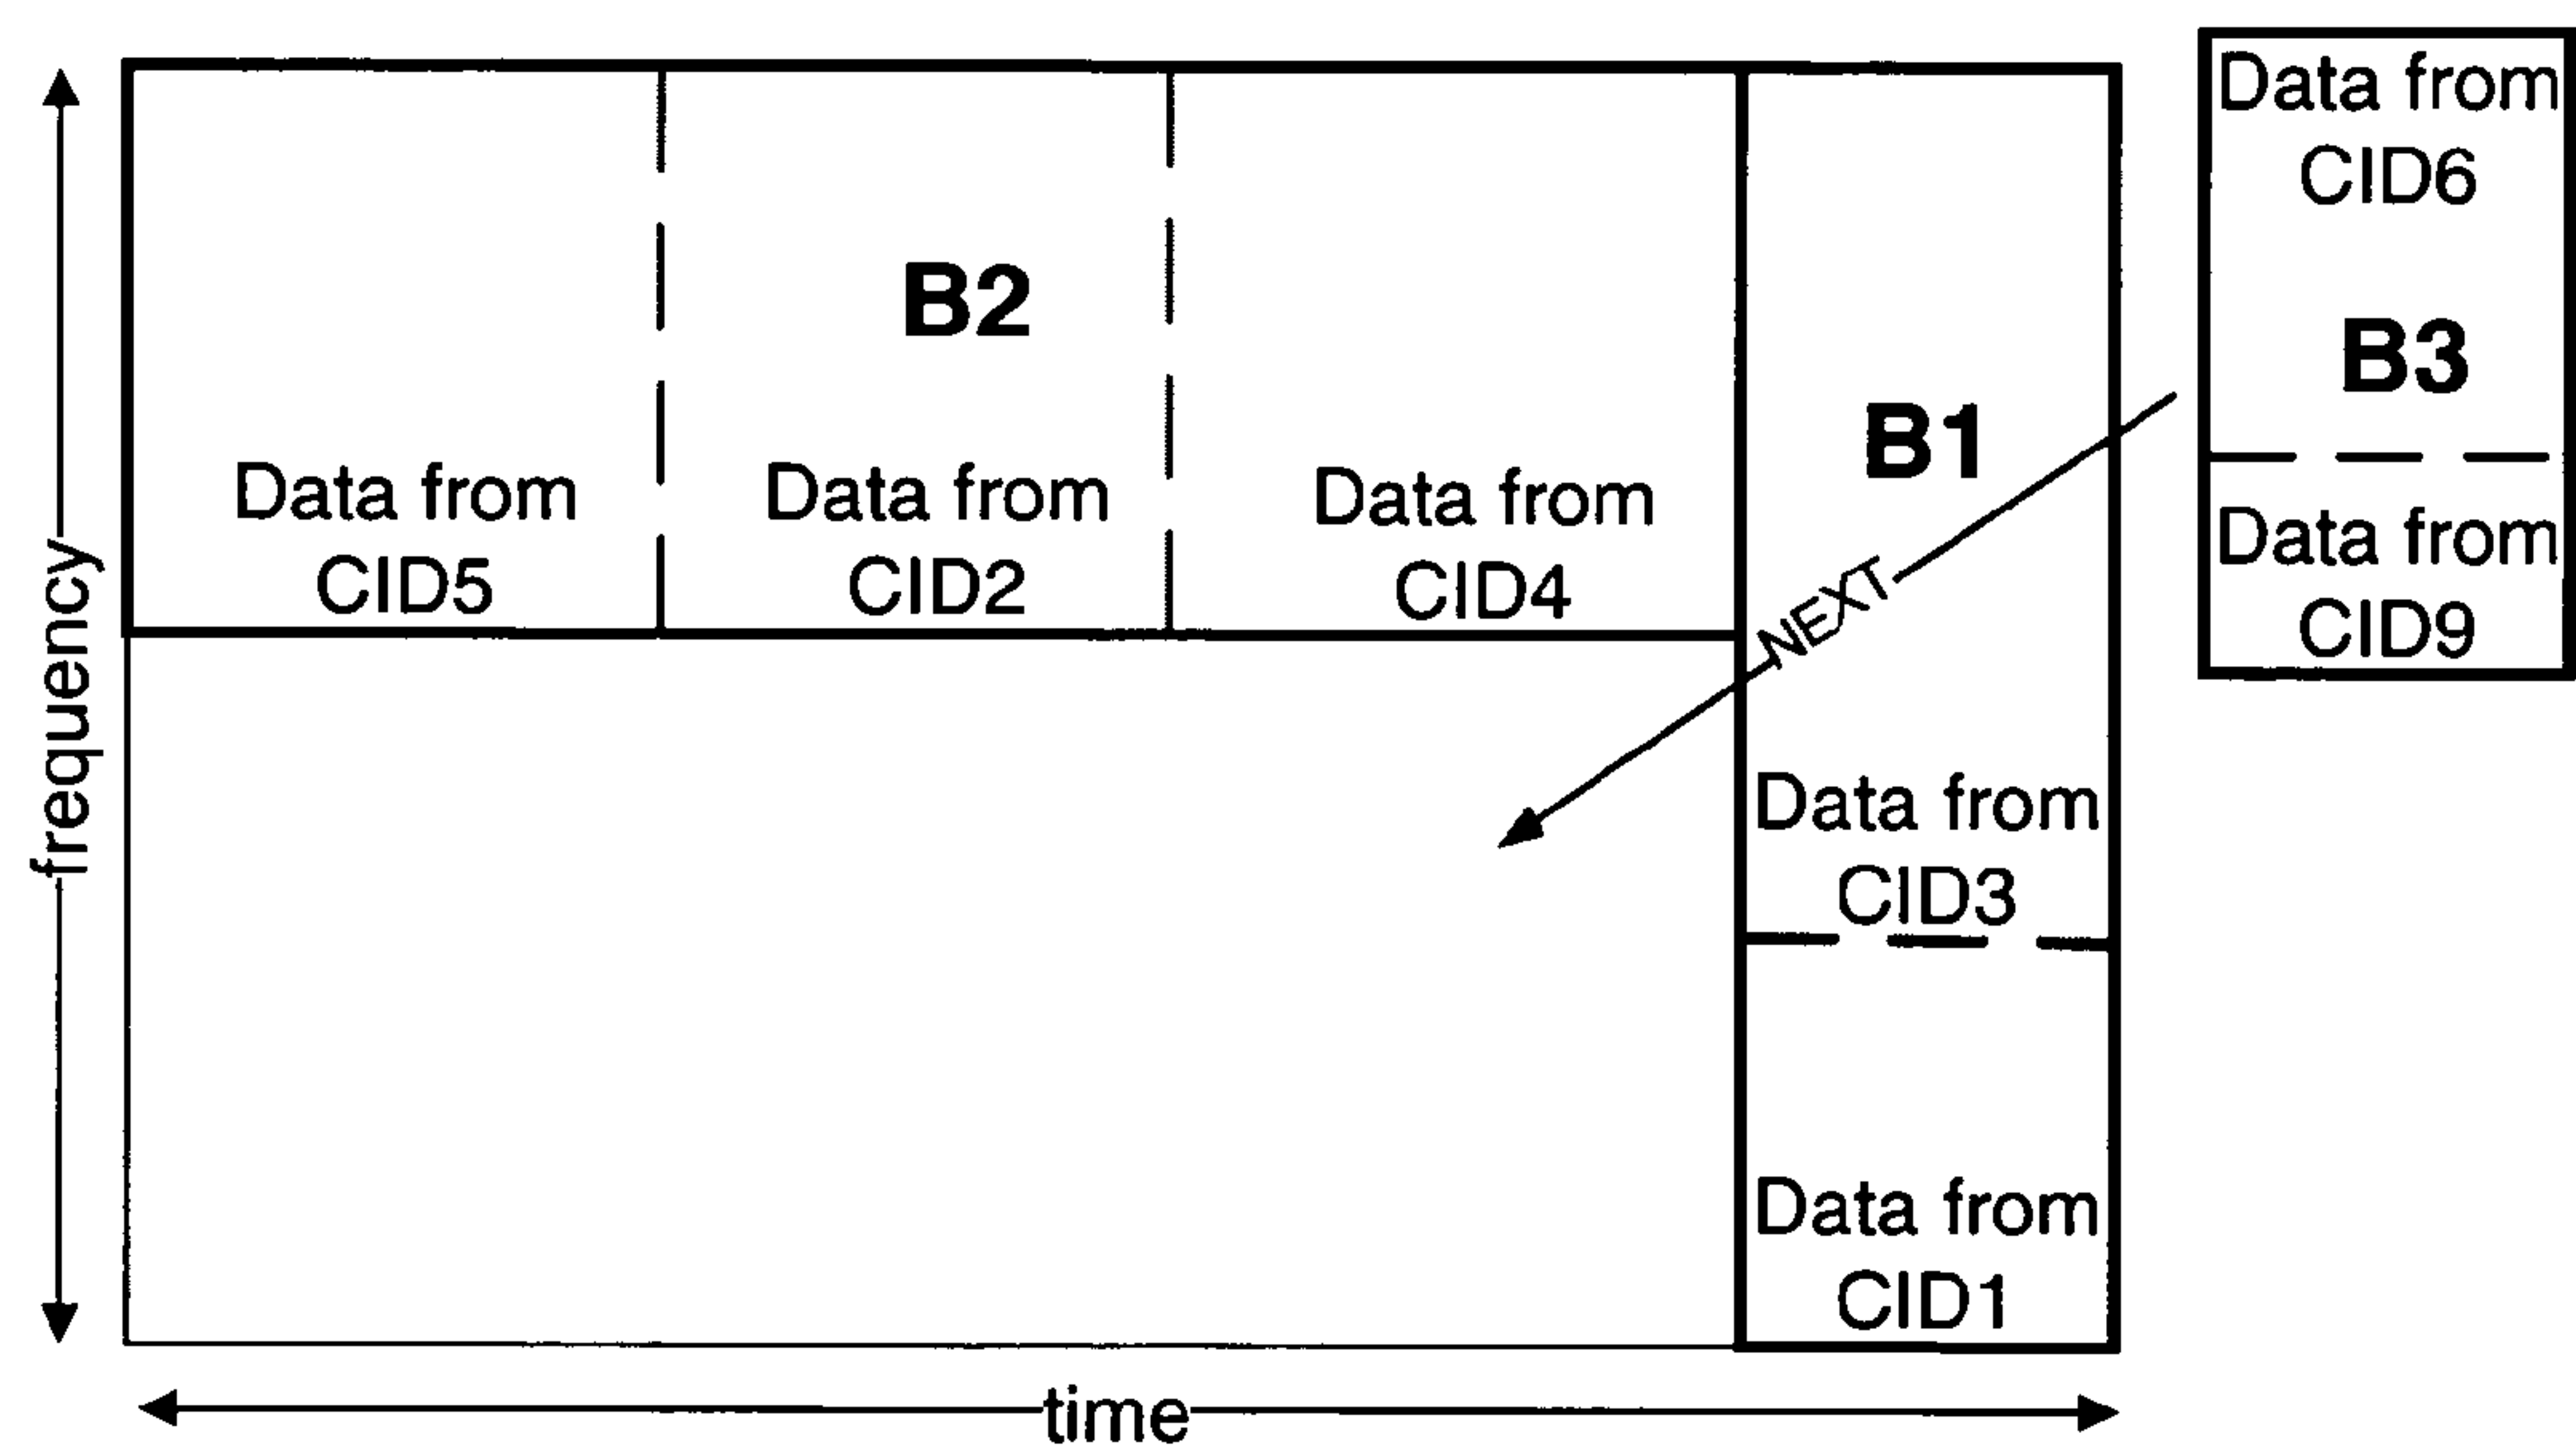 Data from
CID6
B3
Data from
CID9
B2
B1
Data from
CID5
Data from
CID2
Data from
CID4
NEXT
Data from
CID3
Data from
CID1
frequency
time